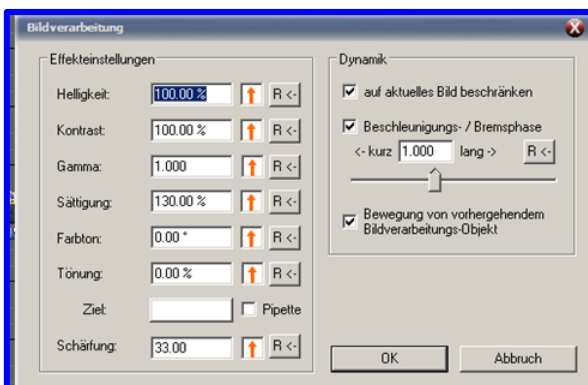 Bildverarbeitung
Effekteinstellungen
Helligkeit: 100.00 % R <-
Kontrast: 100.00 % R <-
Gamma: 1.000 R <-
Sättigung: 130.00 % R <-
Farbton: 0.00 ° R <-
Tönung: 0.00 % R <-
Ziel: Pipette
Schärfung: 33.00 R <-
Dynamik
auf aktuelles Bild beschränken
Beschleunigungs- / Bremsphase
<- kurz 1.000 lang -> R <-
Bewegung von vorhergehendem
Bildverarbeitungs-Objekt
OK Abbruch